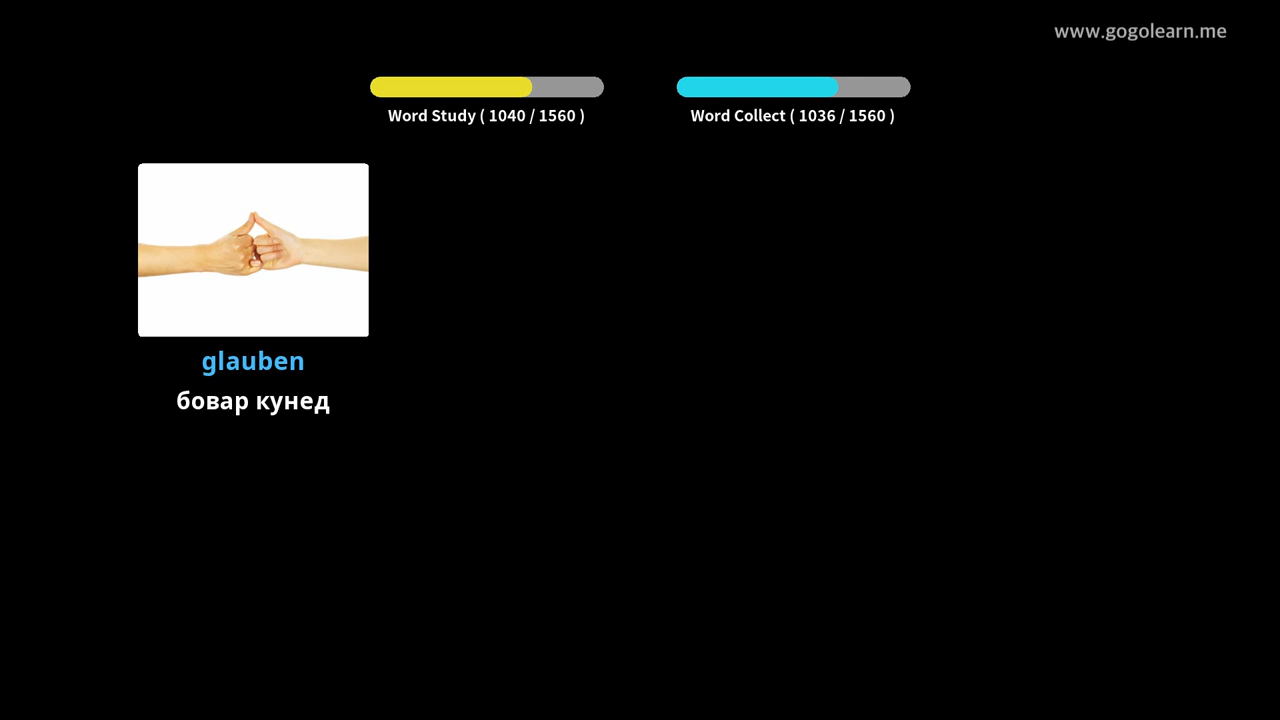 www.gogolearn.me
Word Study ( 1040 / 1560 )
Word Collect ( 1036 / 1560 )
glauben
бовар кунед